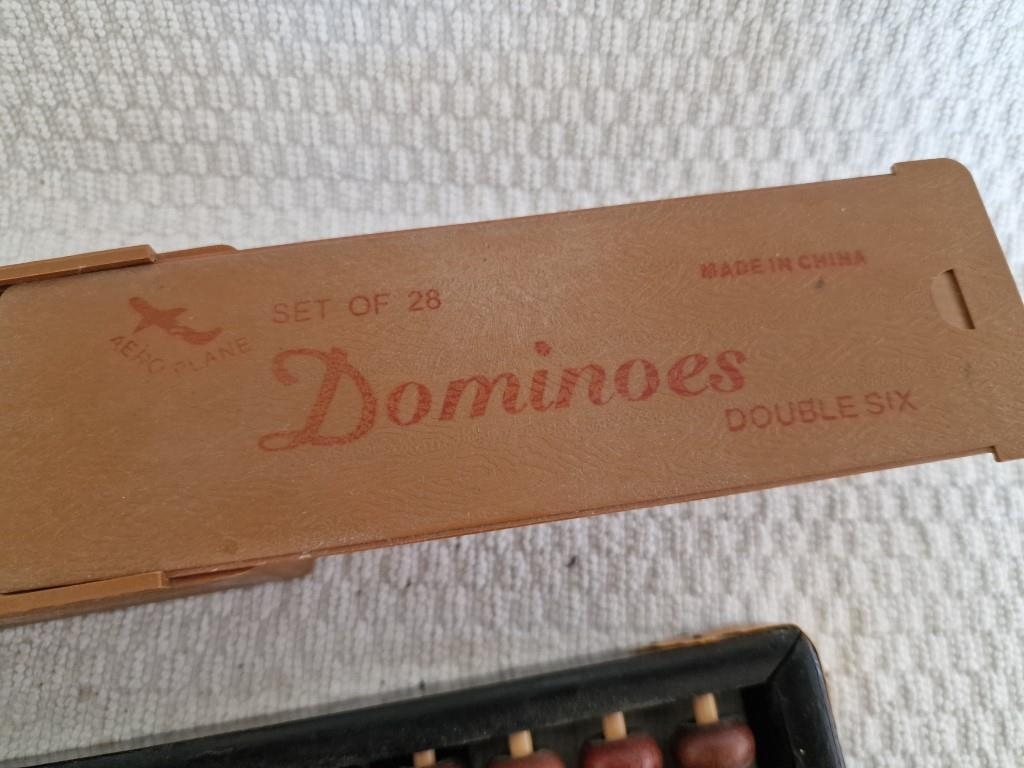 MADE IN CHINA
SET OF 28
AERO PLANE
Dominoes
DOUBLE SIX